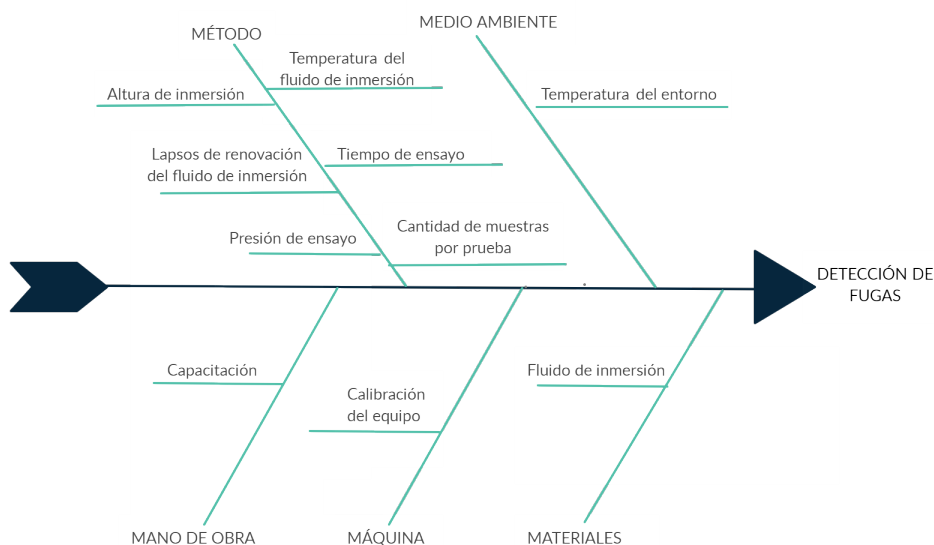 MEDIO AMBIENTE
MÉTODO
Temperatura del
fluido de inmersión
Altura de inmersión
Temperatura del entorno
Lapsos de renovación
del fluido de inmersión
Tiempo de ensayo
Presión de ensayo
Cantidad de muestras
por prueba
DETECCIÓN DE
FUGAS
Capacitación
Calibración
del equipo
Fluido de inmersión
MANO DE OBRA
MÁQUINA
MATERIALES